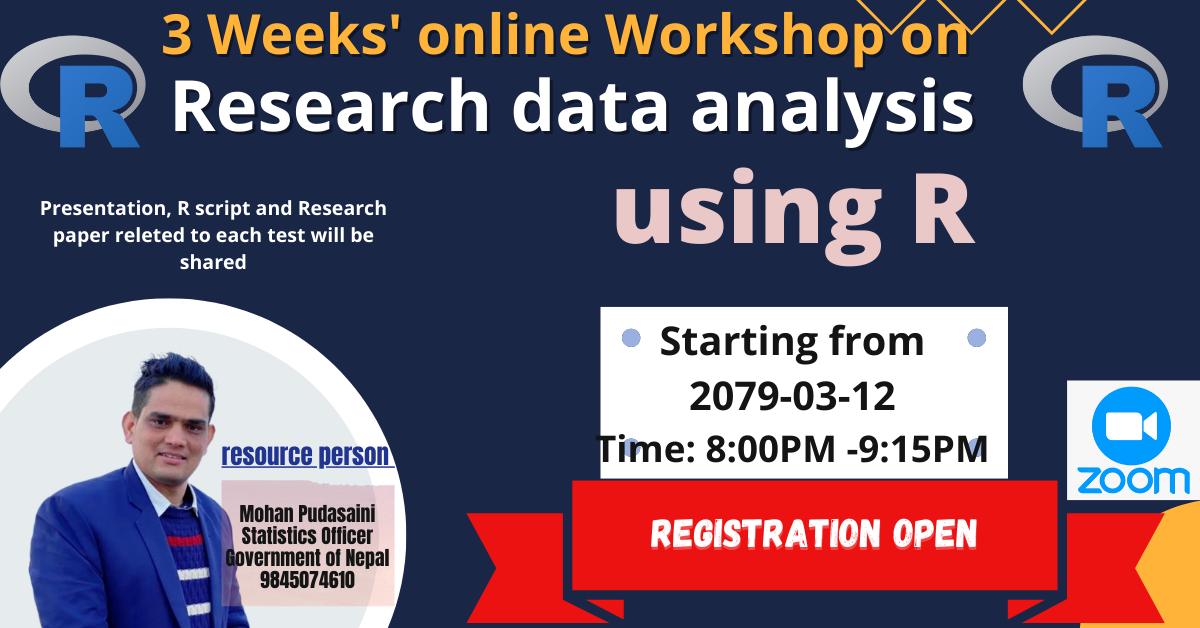 3 Weeks' online Workshop on
Research data analysis
using R
R
R
Presentation, R script and Research
paper releted to each test will be
shared
Starting from
2079-03-12
Time: 8:00PM -9:15PM
REGISTRATION OPEN
zoom
resource person
Mohan Pudasaini
Statistics Officer
Government of Nepal
9845074610